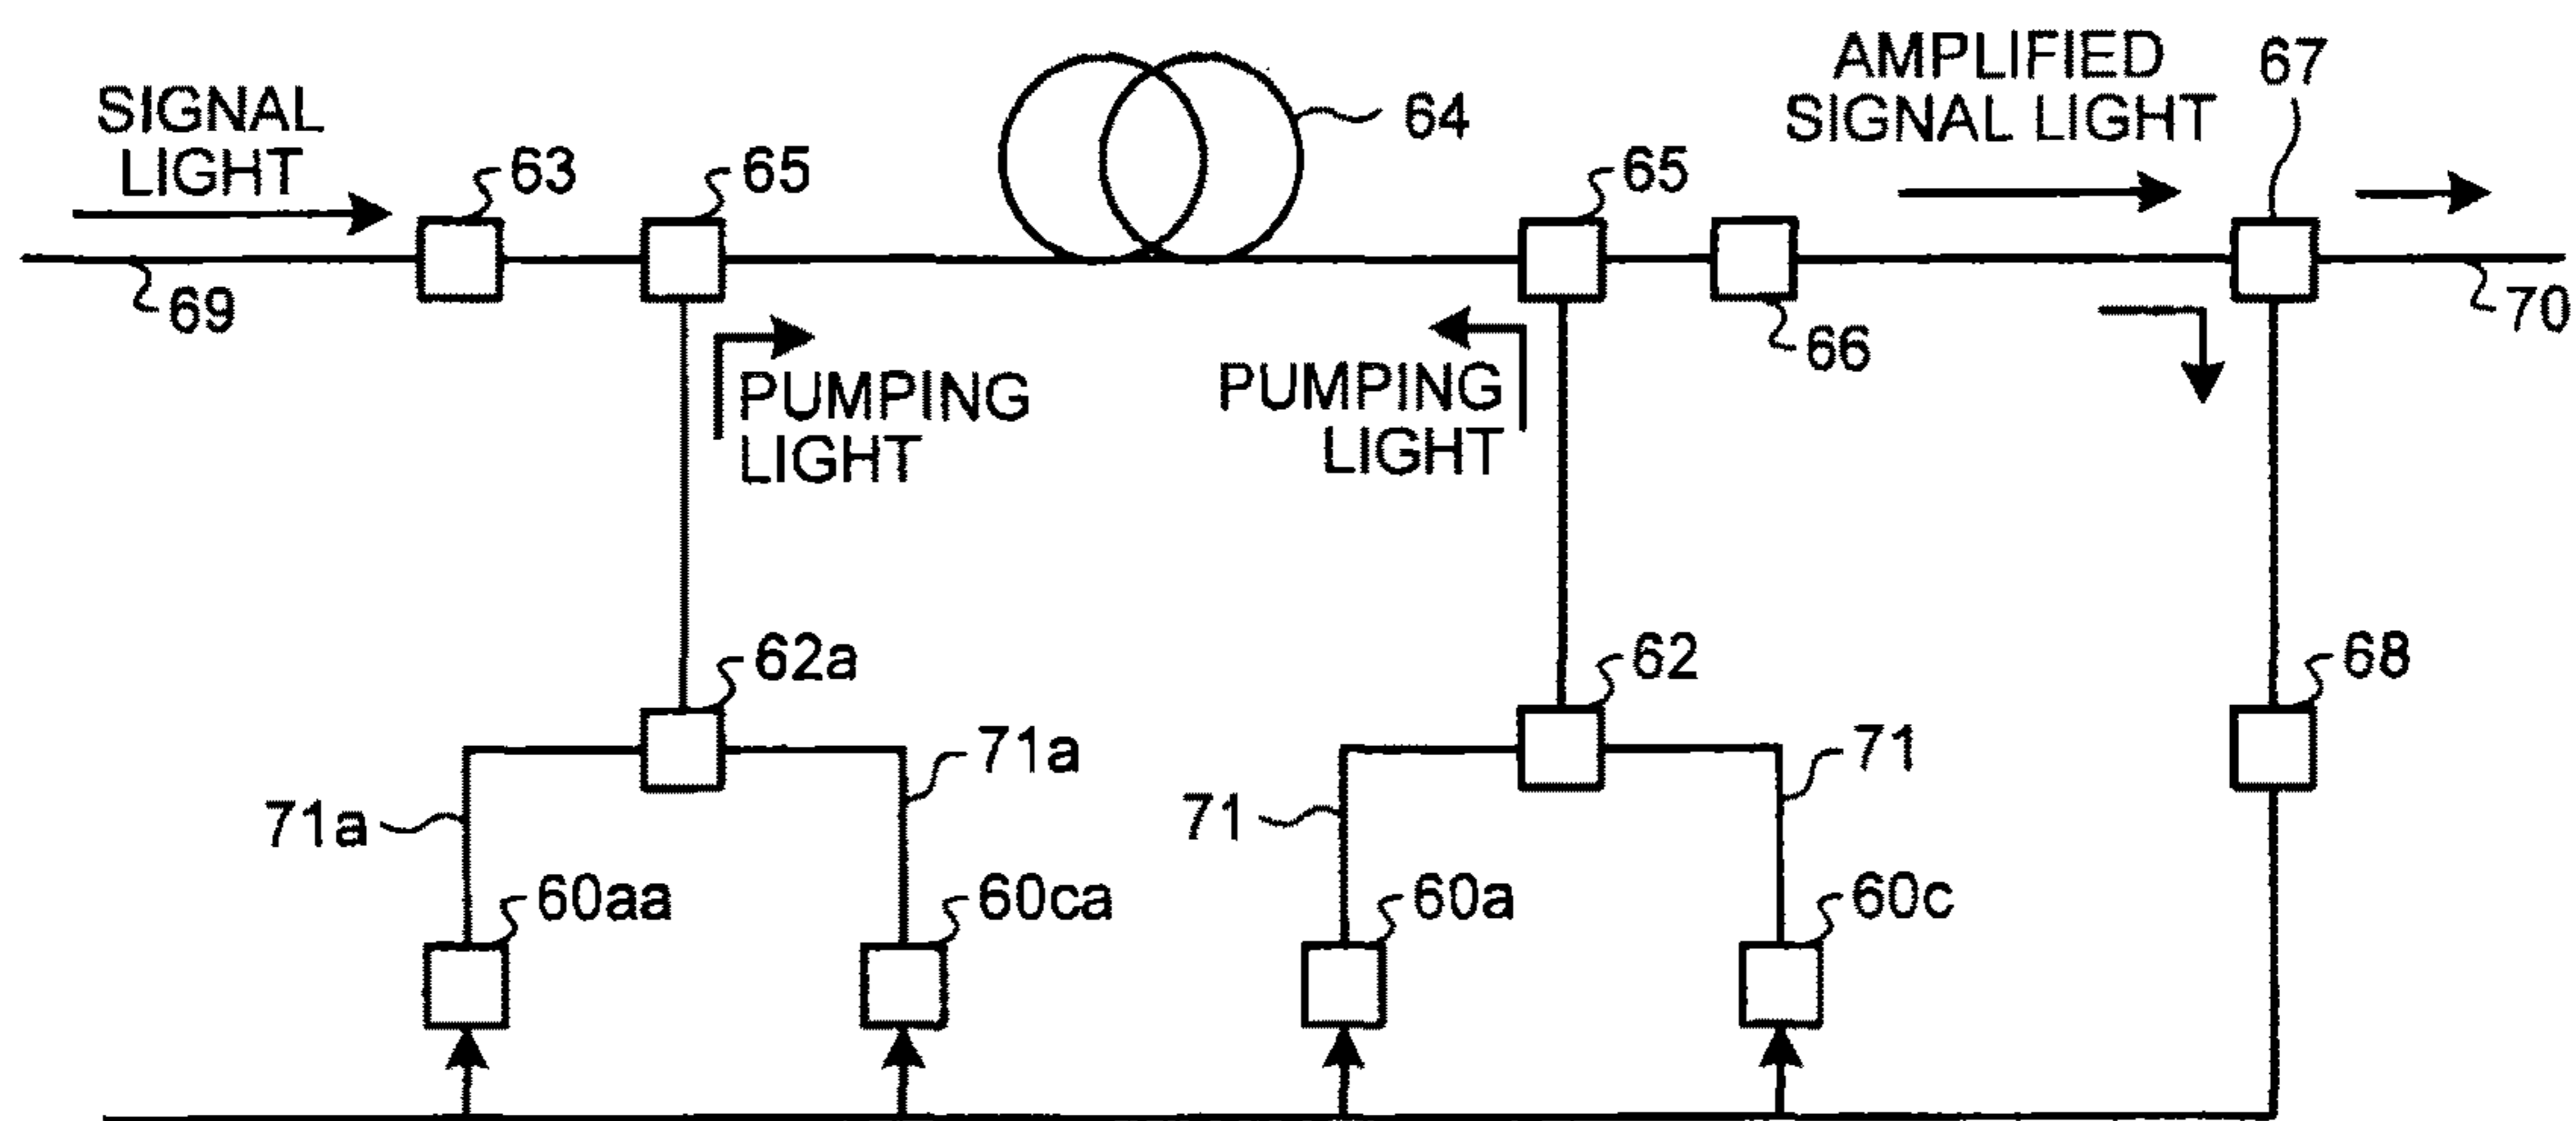 SIGNAL
LIGHT
63
65
64
65
AMPLIFIED
SIGNAL LIGHT
67
69
66
70
PUMPING
LIGHT
PUMPING
LIGHT
62a
62
68
71a
71a
71
71
60aa
60ca
60a
60c